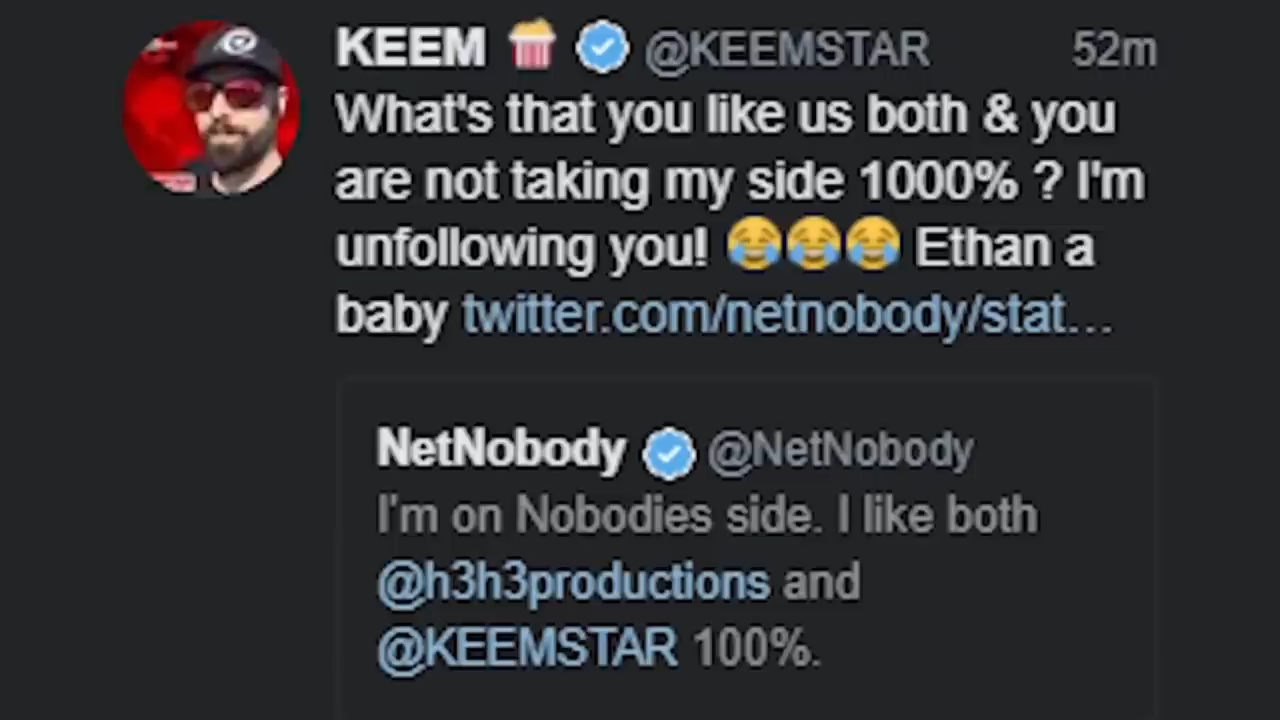 KEEM 🍿 @KEEMSTAR 52m
What's that you like us both & you
are not taking my side 1000% ? I'm
unfollowing you! 😂😂😂 Ethan a
baby twitter.com/netnobody/stat…
NetNobody @NetNobody
I'm on Nobodies side. I like both
@h3h3productions and
@KEEMSTAR 100%.